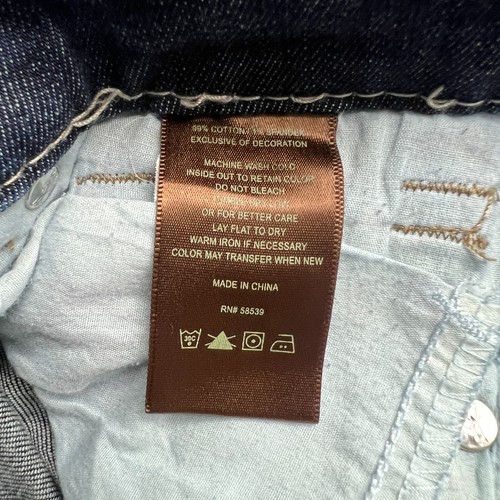 99% COTTON 1% SPANDEX
EXCLUSIVE OF DECORATION
MACHINE WASH COLD
INSIDE OUT TO RETAIN COLOR
DO NOT BLEACH
OR FOR BETTER CARE
LAY FLAT TO DRY
WARM IRON IF NECESSARY
COLOR MAY TRANSFER WHEN NEW
MADE IN CHINA
RN# 58539
30C